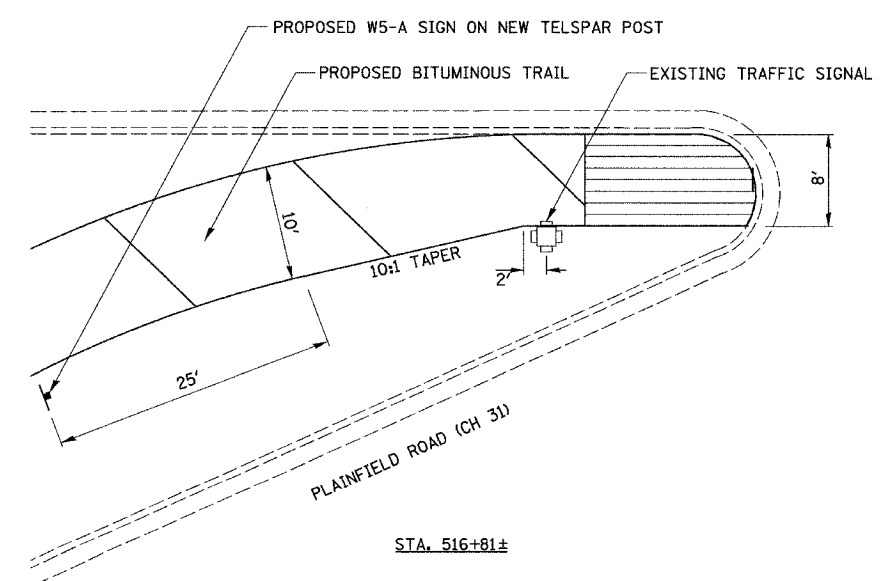 PROPOSED W5-A SIGN ON NEW TELSPAR POST
PROPOSED BITUMINOUS TRAIL
EXISTING TRAFFIC SIGNAL
8'
10'
10:1 TAPER
2'
25'
PLAINFIELD ROAD (CH 31)
STA. 516+81±